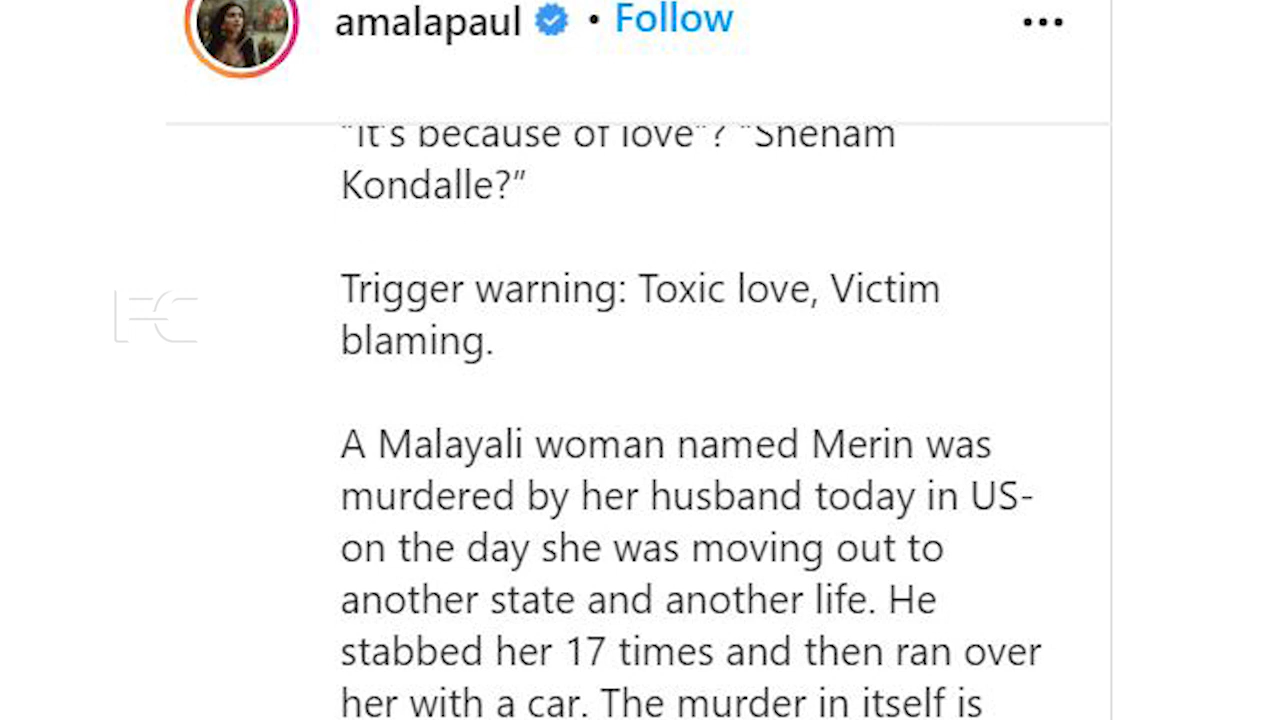 amalapaul • Follow
"It's because of love"? "Snenam
Kondalle?”
Trigger warning: Toxic love, Victim
blaming.
A Malayali woman named Merin was
murdered by her husband today in US-
on the day she was moving out to
another state and another life. He
stabbed her 17 times and then ran over
her with a car. The murder in itself is
FC